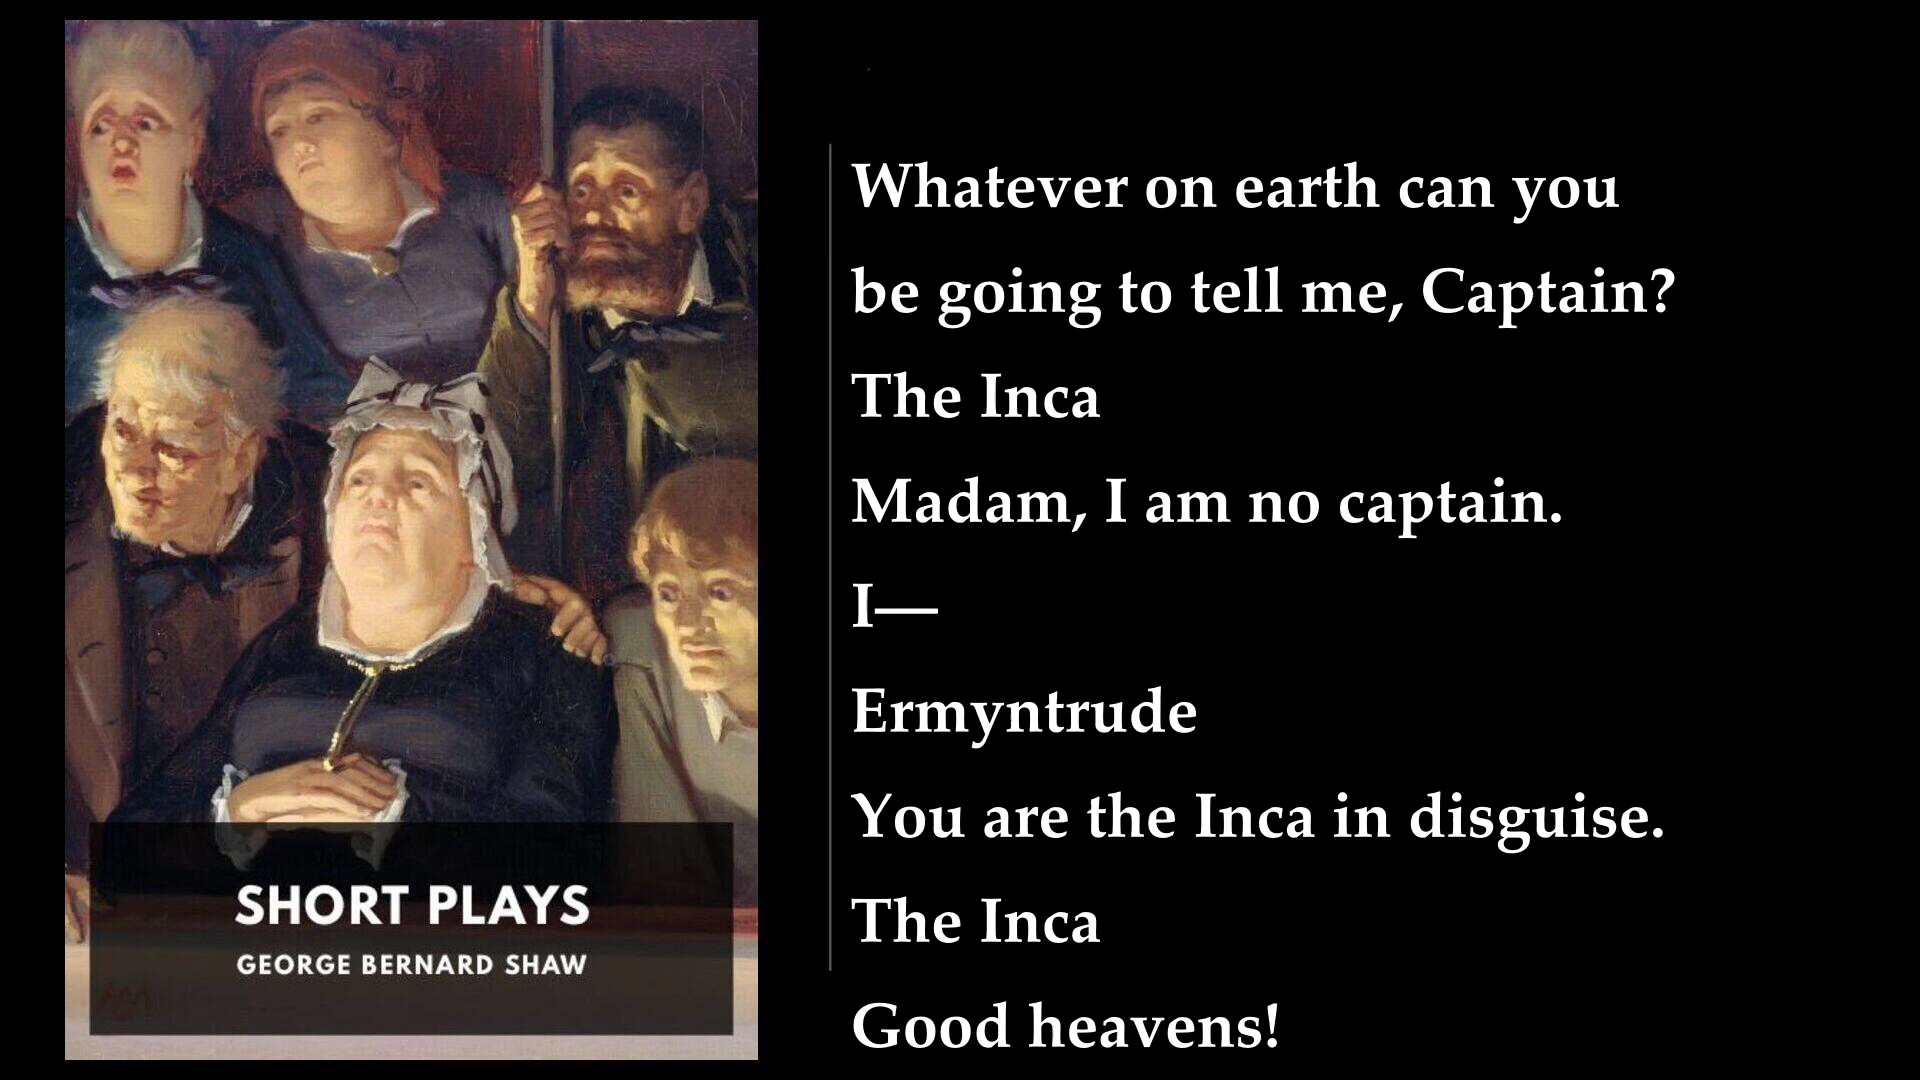 SHORT PLAYS
GEORGE BERNARD SHAW
Whatever on earth can you
be going to tell me, Captain?
The Inca
Madam, I am no captain.
I—
Ermyntrude
You are the Inca in disguise.
The Inca
Good heavens!